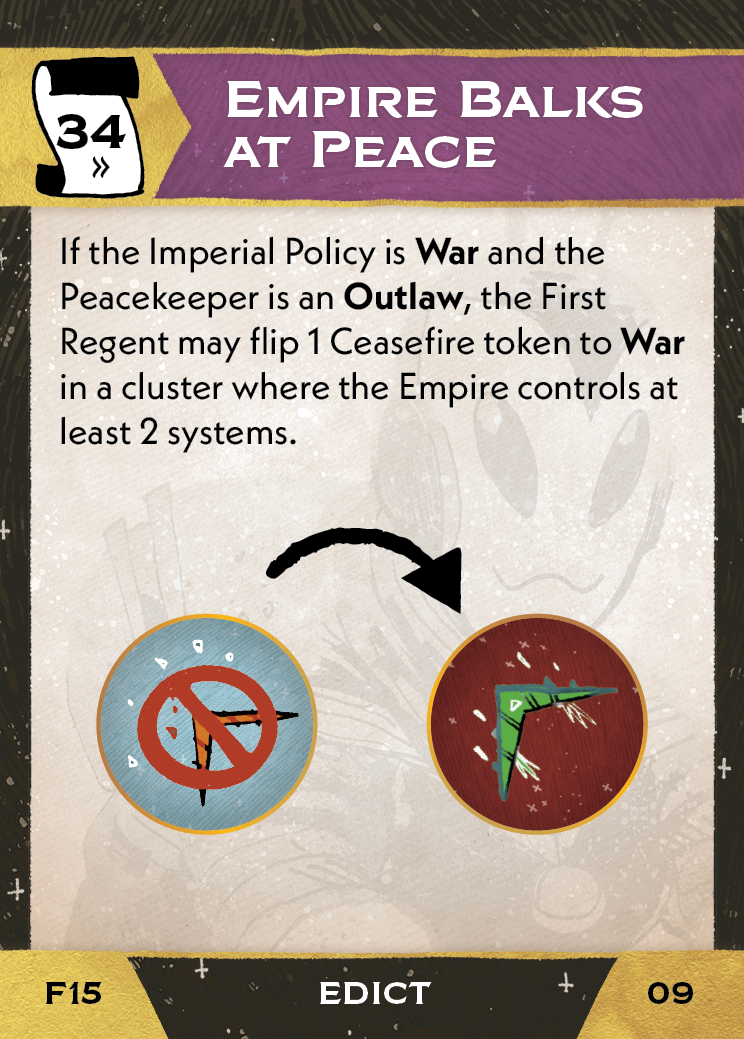 34
»
EMPIRE BALKS
AT PEACE
If the Imperial Policy is War and the
Peacekeeper is an Outlaw, the First
Regent may flip 1 Ceasefire token to War
in a cluster where the Empire controls at
least 2 systems.
F15
EDICT
09